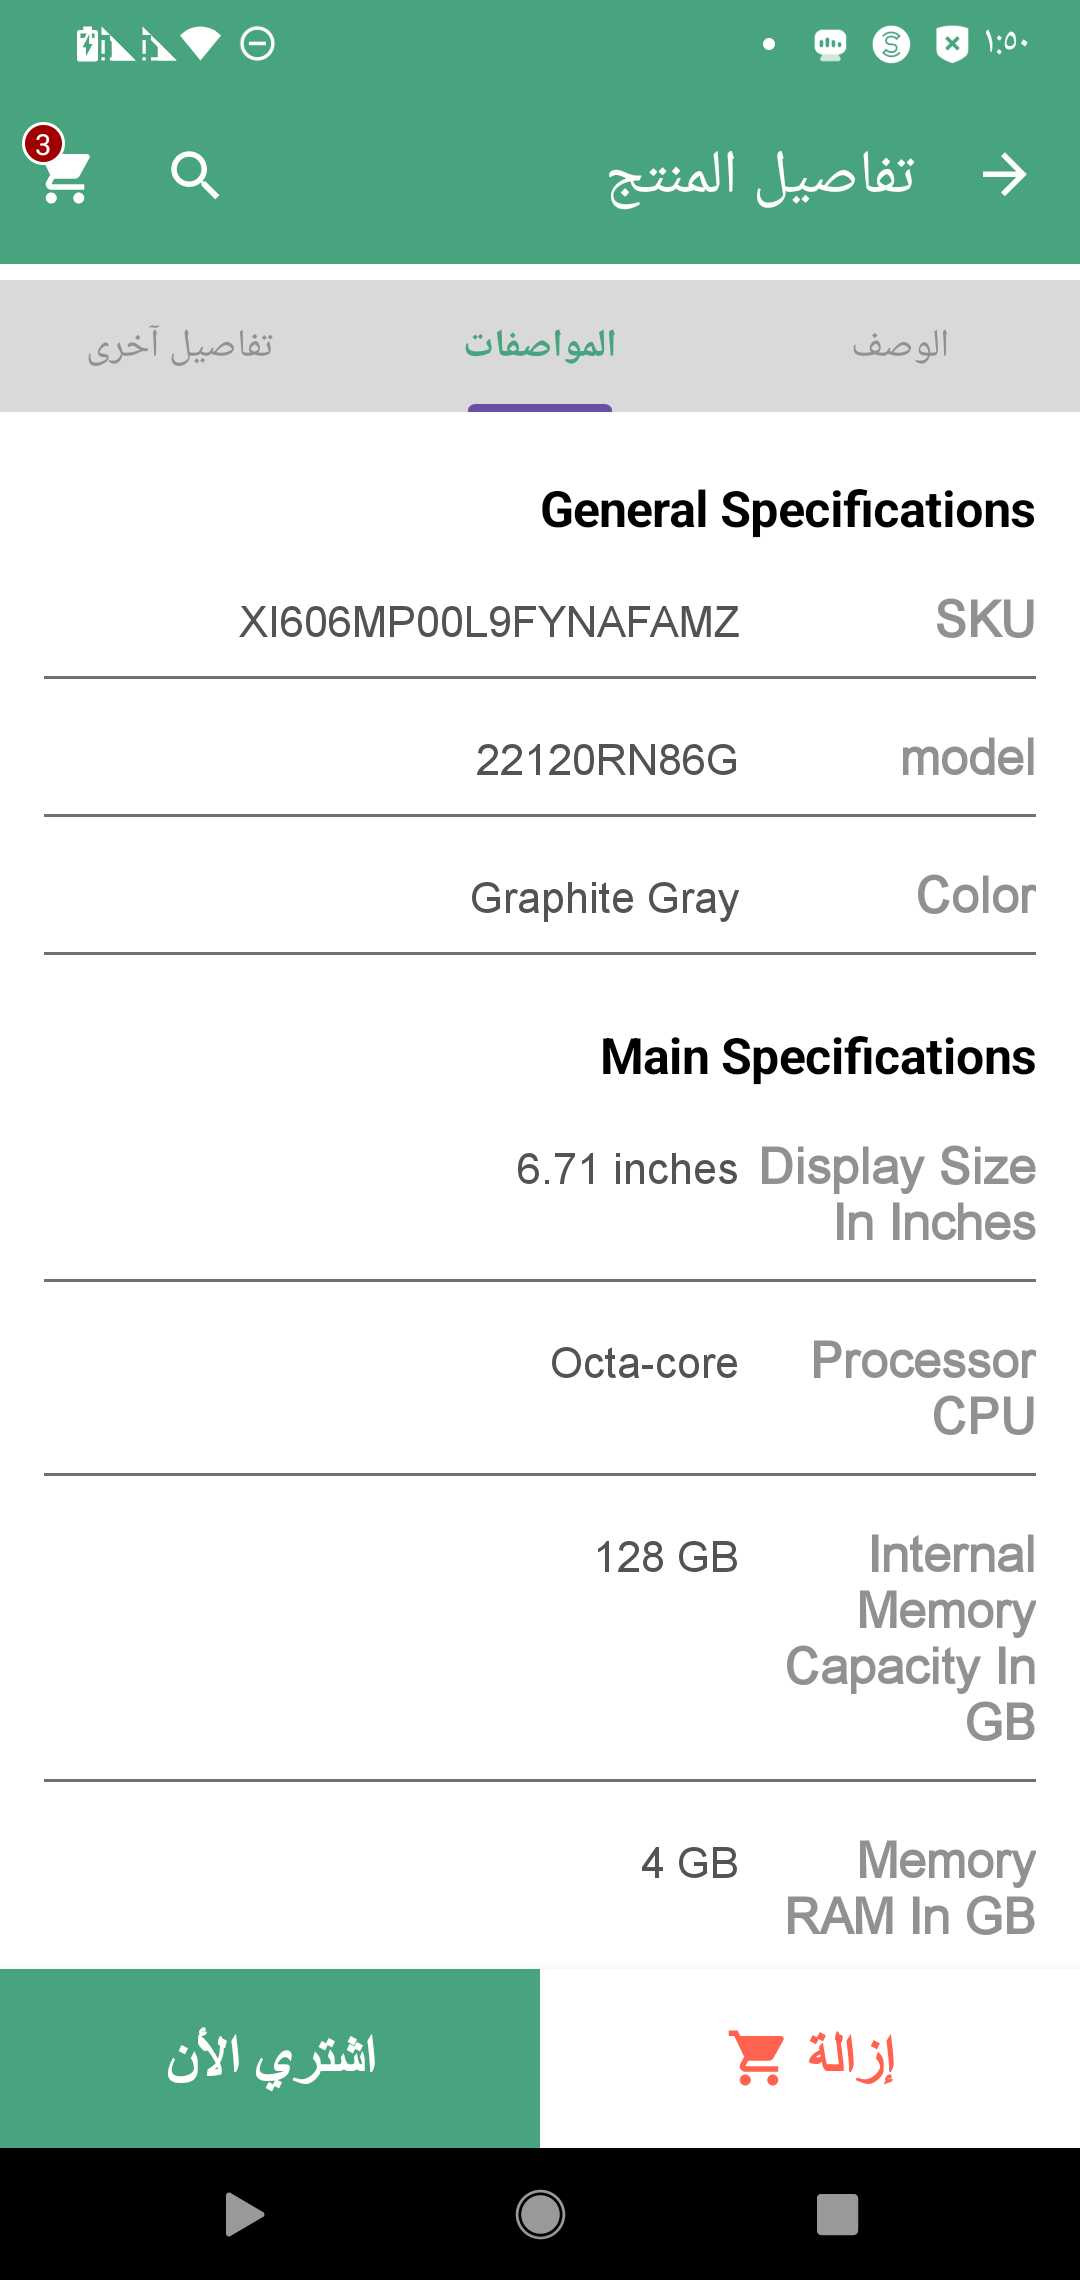 ١:٥٠
3
تفاصيل المنتج
الوصف
المواصفات
تفاصيل آخرى
General Specifications
SKU
XI606MP00L9FYNAFAMZ
model
22120RN86G
Color
Graphite Gray
Main Specifications
Display Size
In Inches
6.71 inches
Processor
CPU
Octa-core
Internal
Memory
Capacity In
GB
128 GB
Memory
RAM In GB
4 GB
إزالة
اشتري الأن